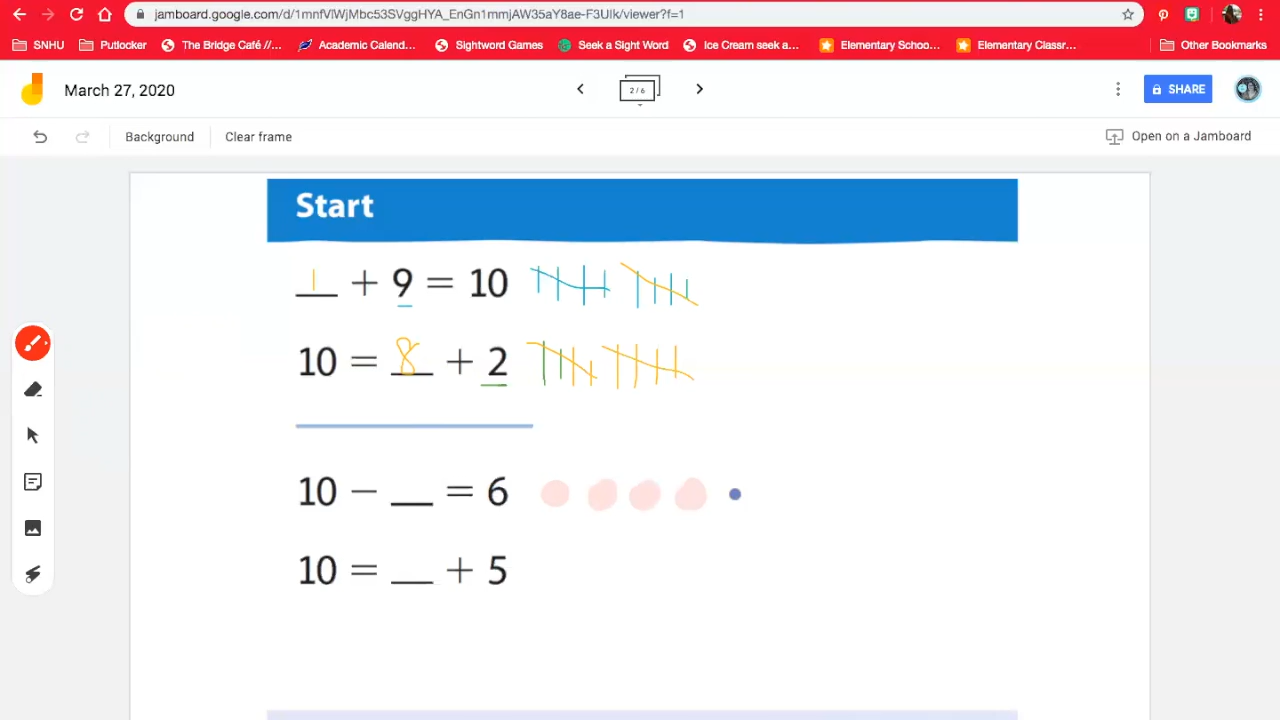 jamboard.google.com/d/1mnfVlWjMbc53SVggHYA_EnGn1mmjAW35aY8ae-F3UIk/viewer?f=1
SNHU Putlocker The Bridge Café //... Academic Calend... Sightword Games Seek a Sight Word Ice Cream seek a... Elementary Schoo... Elementary Classr... Other Bookmarks
March 27, 2020 2 / 6 SHARE
Background Clear frame Open on a Jamboard
Start
1 + 9 = 10
10 = 8 + 2
10 − __ = 6
10 = __ + 5